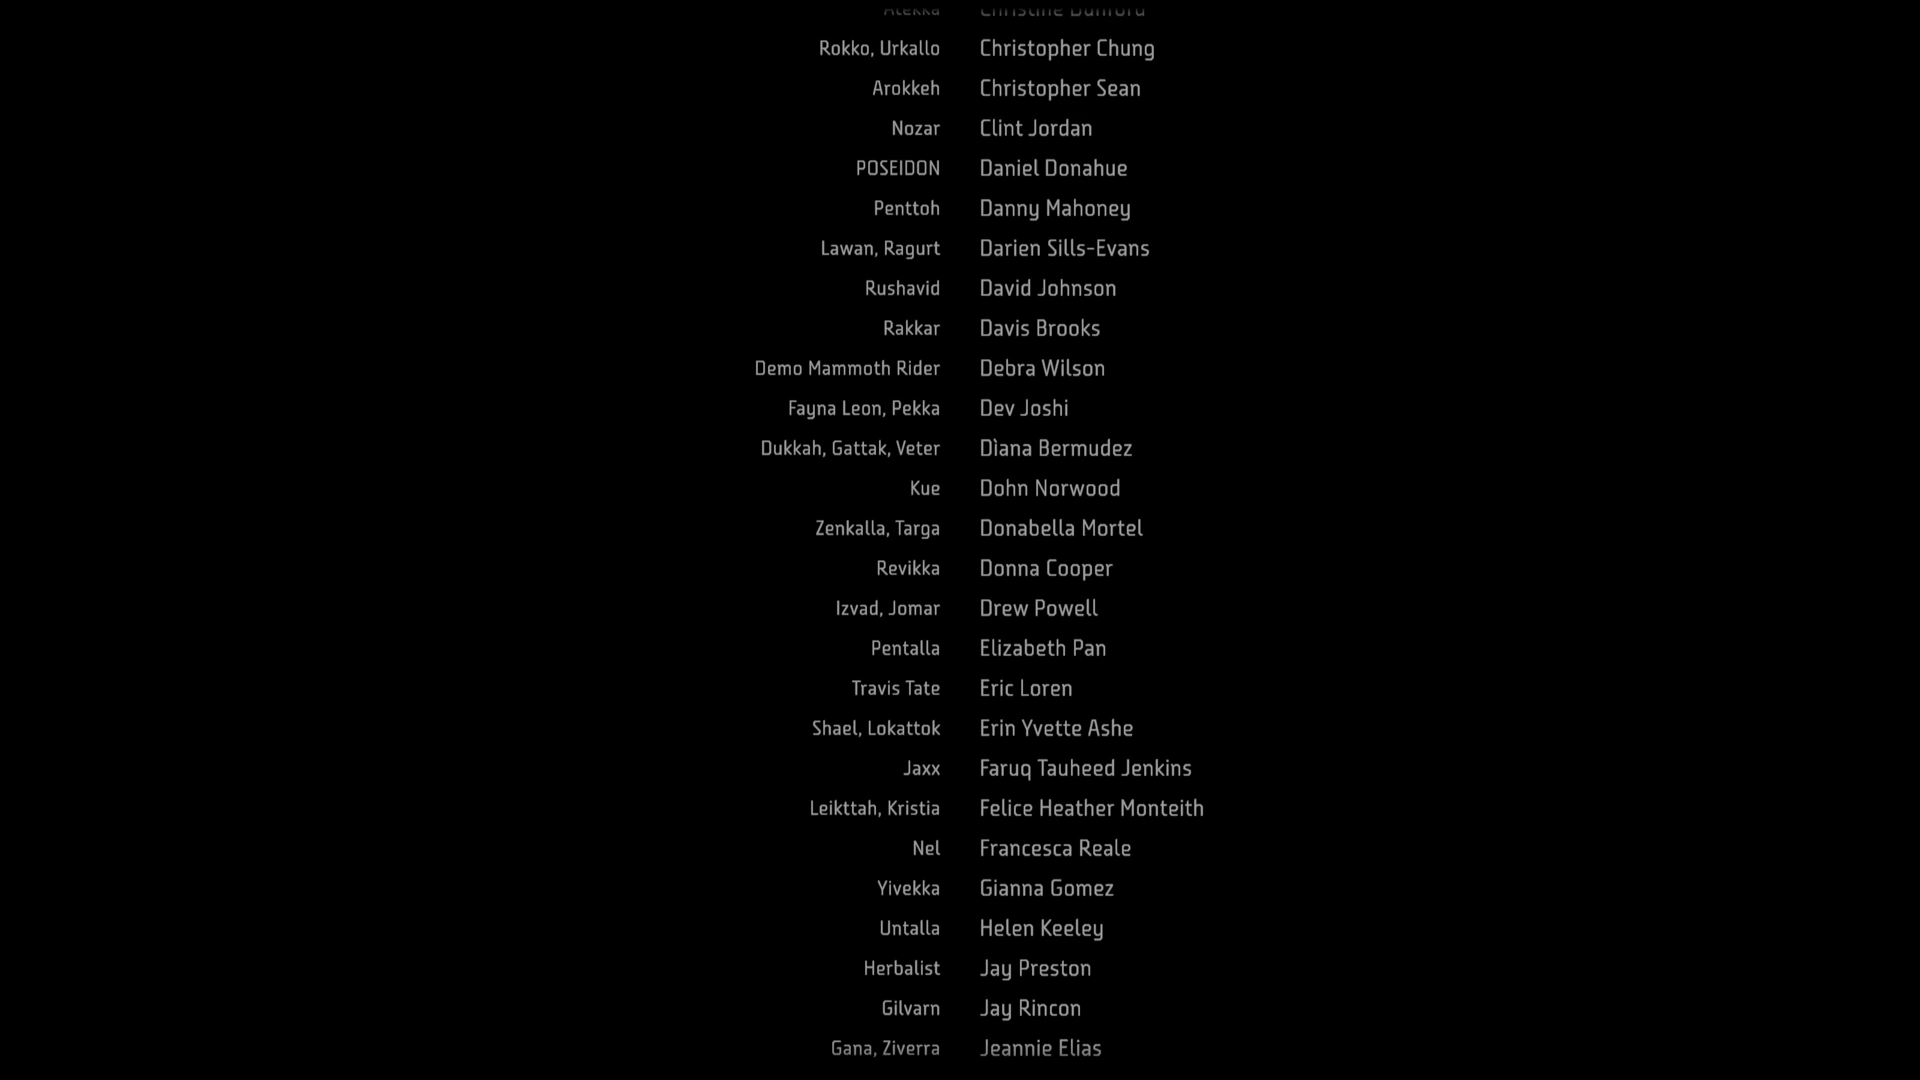 Rokko, Urkallo Christopher Chung
Arokkeh Christopher Sean
Nozar Clint Jordan
POSEIDON Daniel Donahue
Penttoh Danny Mahoney
Lawan, Ragurt Darien Sills-Evans
Rushavid David Johnson
Rakkar Davis Brooks
Demo Mammoth Rider Debra Wilson
Fayna Leon, Pekka Dev Joshi
Dukkah, Gattak, Veter Dìana Bermudez
Kue Dohn Norwood
Zenkalla, Targa Donabella Mortel
Revikka Donna Cooper
Izvad, Jomar Drew Powell
Pentalla Elizabeth Pan
Travis Tate Eric Loren
Shael, Lokattok Erin Yvette Ashe
Jaxx Faruq Tauheed Jenkins
Leikttah, Kristia Felice Heather Monteith
Nel Francesca Reale
Yivekka Gianna Gomez
Untalla Helen Keeley
Herbalist Jay Preston
Gilvarn Jay Rincon
Gana, Ziverra Jeannie Elias